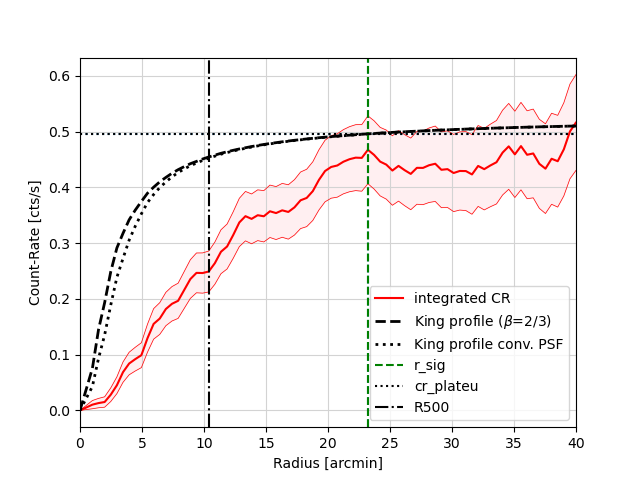 0.6
0.5
0.4
0.3
0.2
0.1
0.0
Count-Rate [cts/s]
integrated CR
King profile (β=2/3)
King profile conv. PSF
r_sig
cr_plateu
R500
0 5 10 15 20 25 30 35 40
Radius [arcmin]